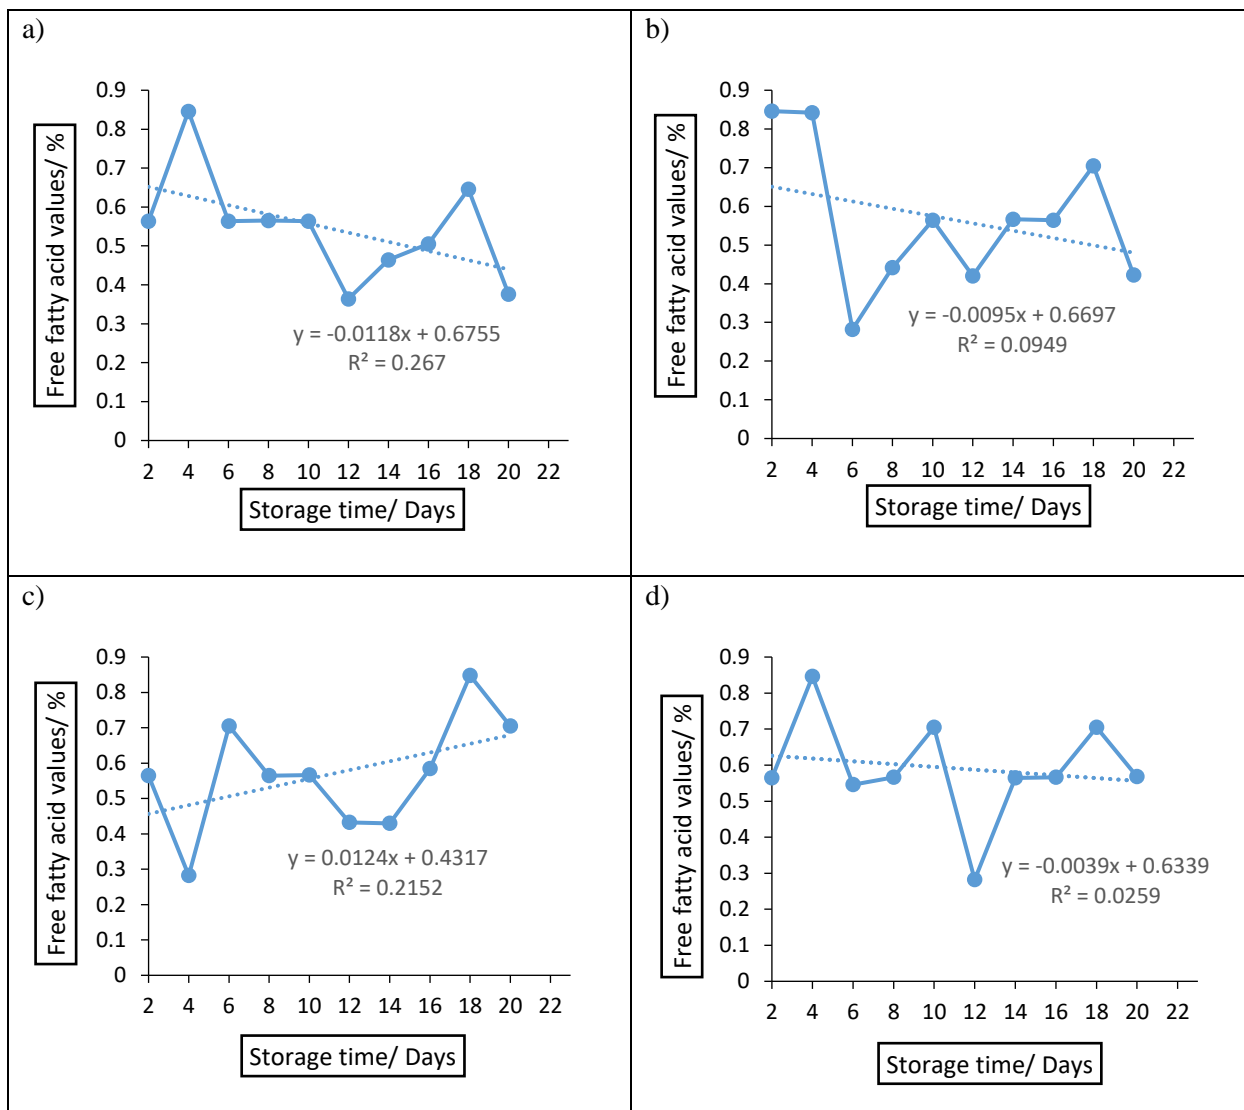 a)
Free fatty acid values/ %
0.9
0.8
0.7
0.6
0.5
0.4
0.3
0.2
0.1
0
y = -0.0118x + 0.6755
R² = 0.267
2 4 6 8 10 12 14 16 18 20 22
Storage time/ Days
b)
Free fatty acid values/ %
0.9
0.8
0.7
0.6
0.5
0.4
0.3
0.2
0.1
0
y = -0.0095x + 0.6697
R² = 0.0949
2 4 6 8 10 12 14 16 18 20 22
Storage time/ Days
c)
Free fatty acid values/ %
0.9
0.8
0.7
0.6
0.5
0.4
0.3
0.2
0.1
0
y = 0.0124x + 0.4317
R² = 0.2152
2 4 6 8 10 12 14 16 18 20 22
Storage time/ Days
d)
Free fatty acid values/ %
0.9
0.8
0.7
0.6
0.5
0.4
0.3
0.2
0.1
0
y = -0.0039x + 0.6339
R² = 0.0259
2 4 6 8 10 12 14 16 18 20 22
Storage time/ Days